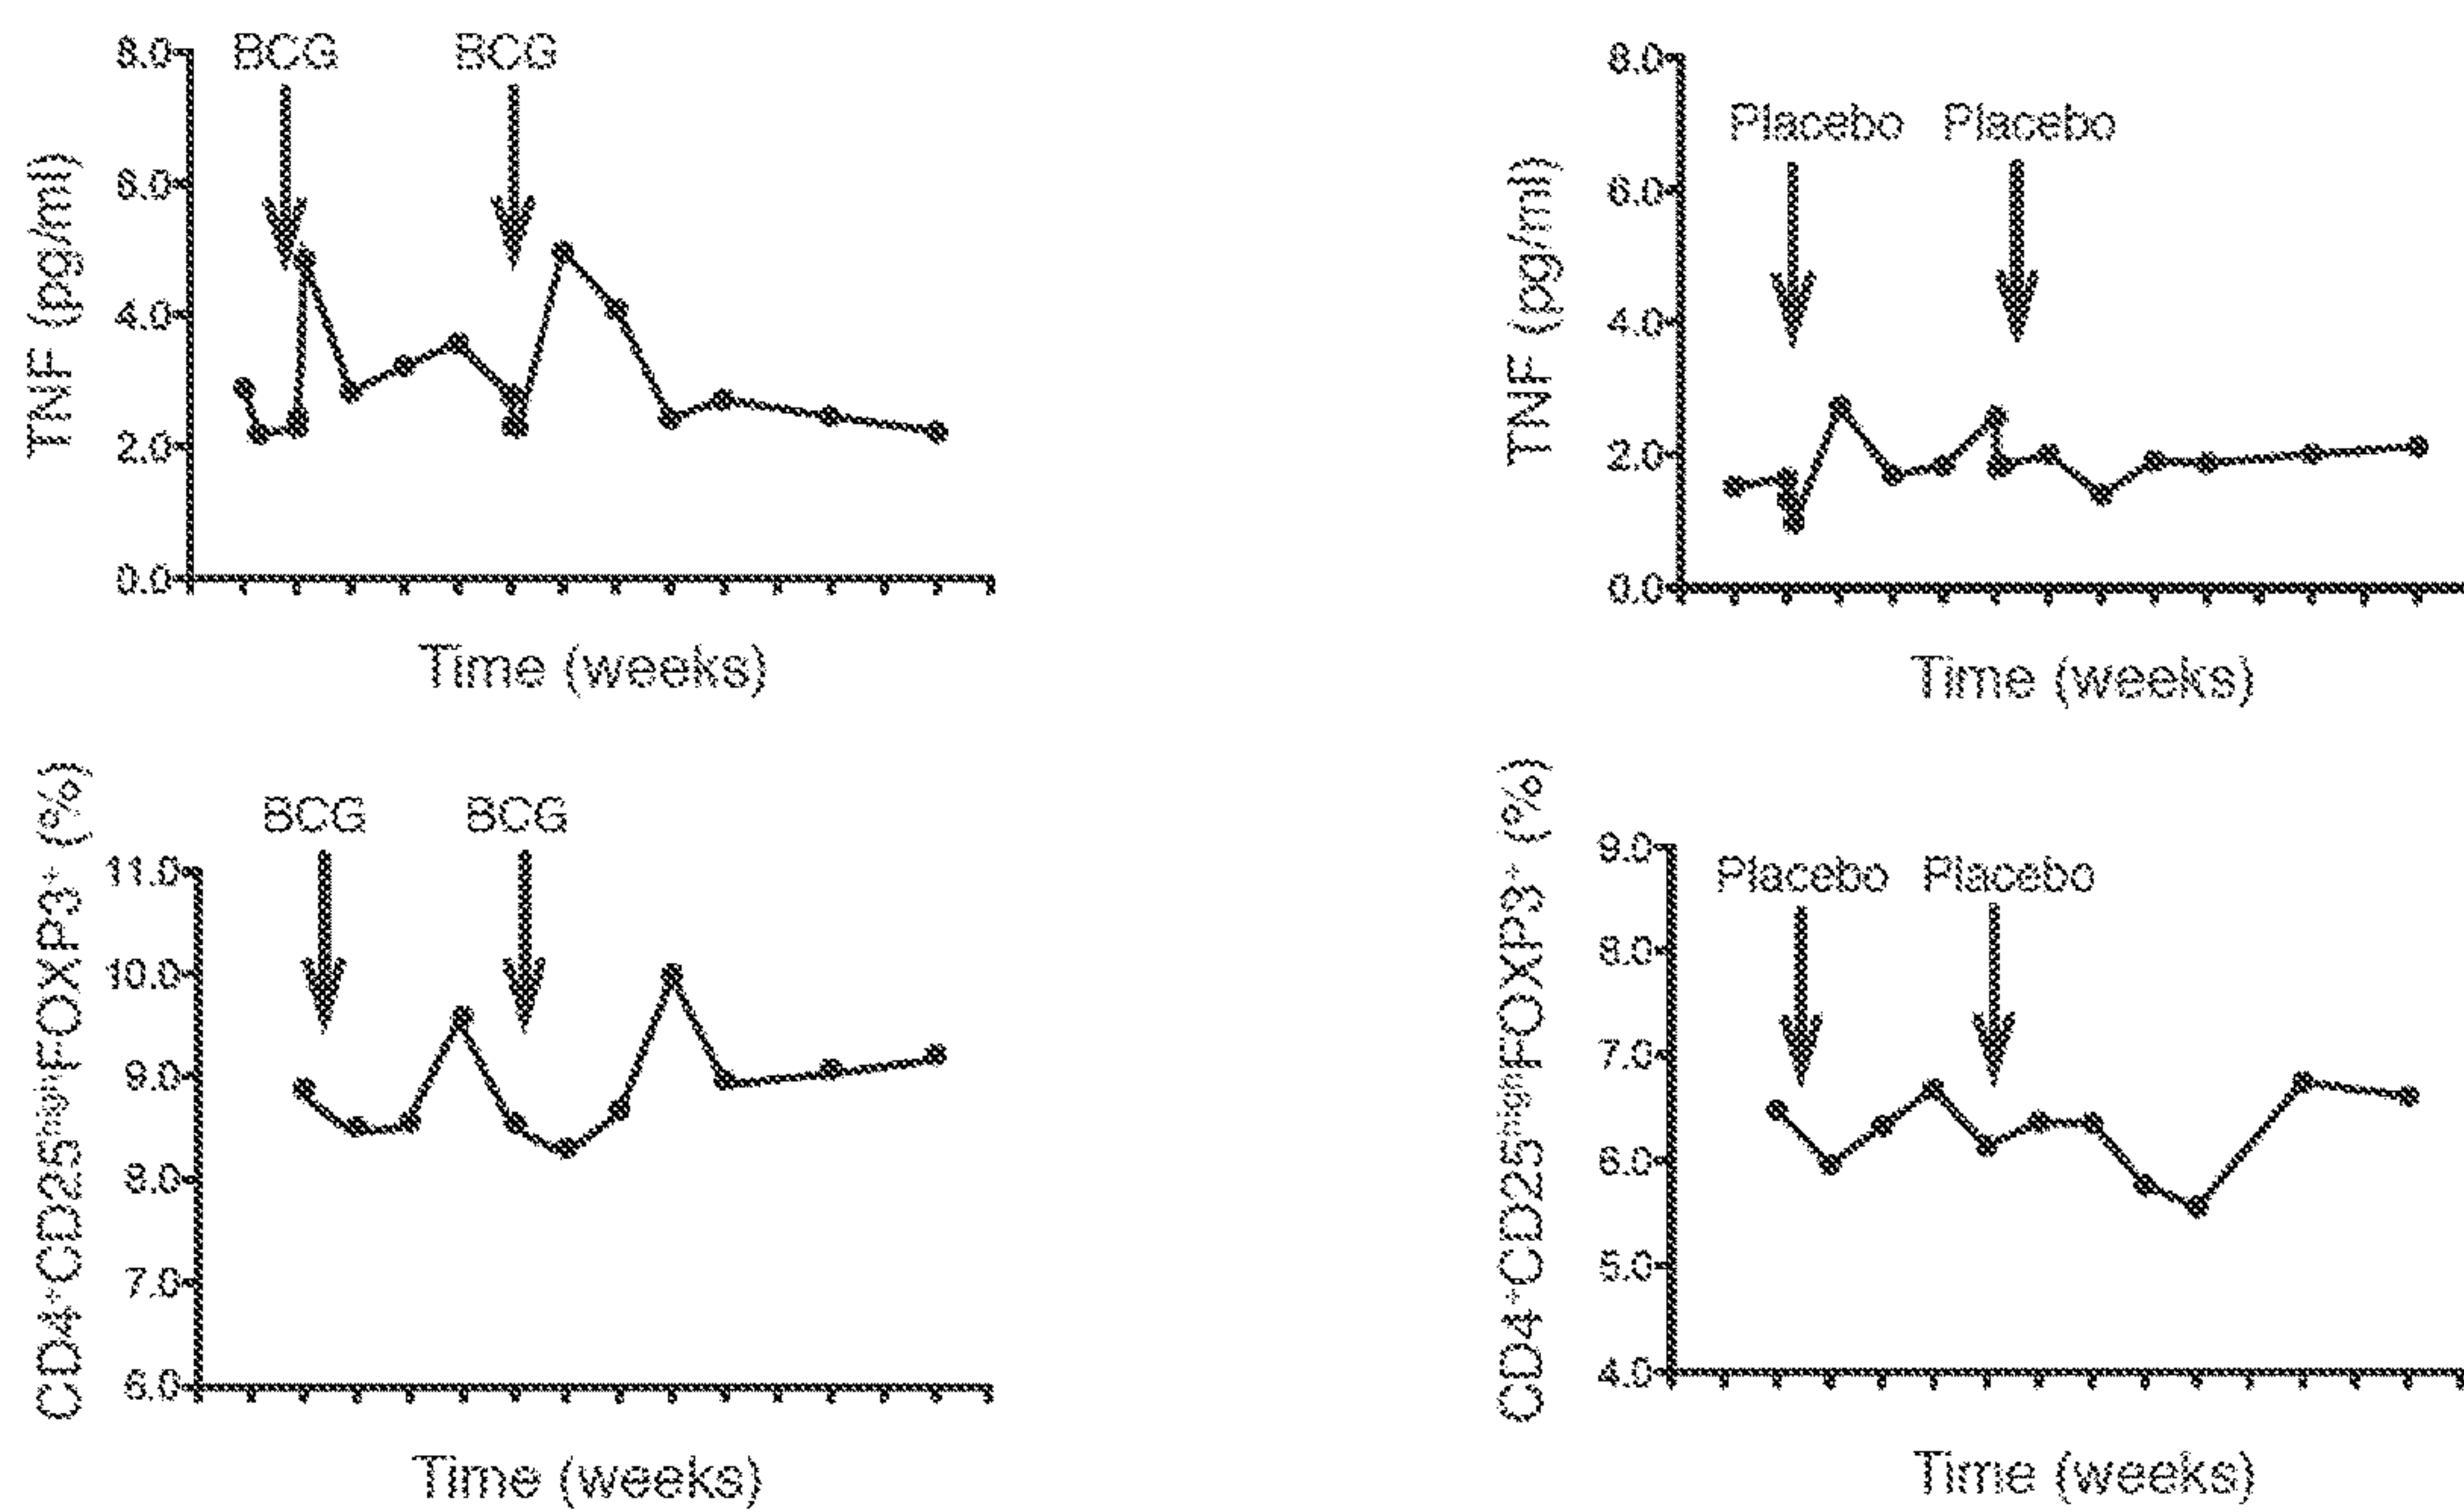 BCG BCG
TNF (pg/ml)
8.0
6.0
4.0
2.0
0.0
Time (weeks)
Placebo Placebo
TNF (pg/ml)
8.0
6.0
4.0
2.0
0.0
Time (weeks)
BCG BCG
CD4⁺CD25ʰⁱᵍʰFOXP3⁺ (%)
11.0
10.0
9.0
8.0
7.0
6.0
Time (weeks)
Placebo Placebo
CD4⁺CD25ʰⁱᵍʰFOXP3⁺ (%)
9.0
8.0
7.0
6.0
5.0
4.0
Time (weeks)